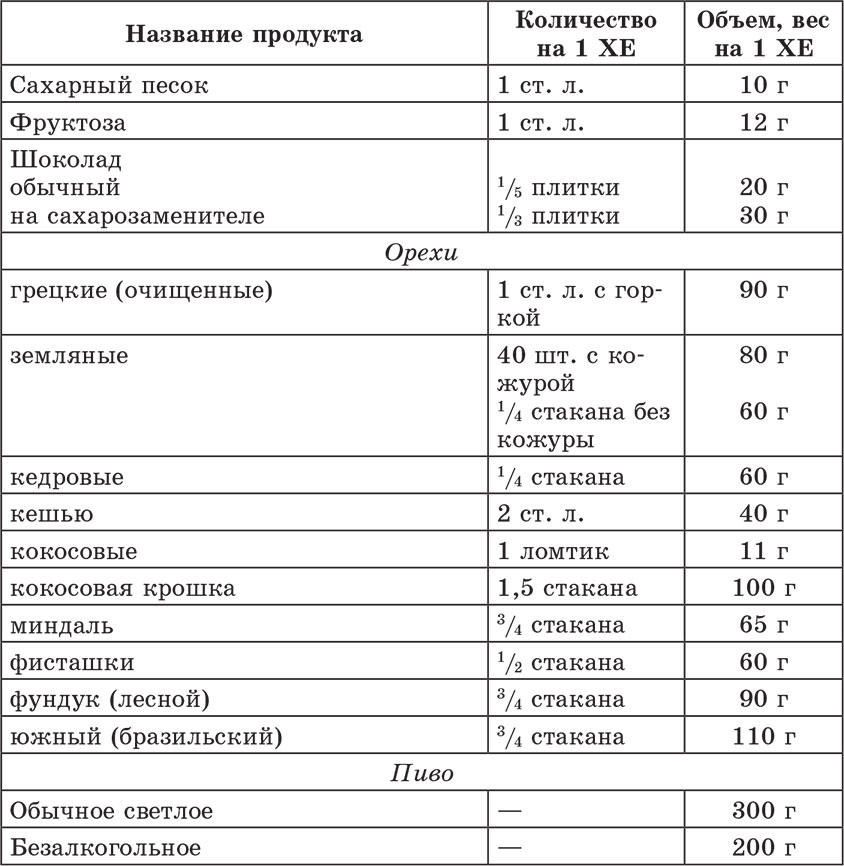 Название продукта Количество на 1 ХЕ Объем, вес на 1 ХЕ
Сахарный песок 1 ст. л. 10 г
Фруктоза 1 ст. л. 12 г
Шоколад
обычный 1/5 плитки 20 г
на сахарозаменителе 1/3 плитки 30 г
Орехи
грецкие (очищенные) 1 ст. л. с гор- 90 г
кой
земляные 40 шт. с ко- 80 г
журой
1/4 стакана без 60 г
кожуры
кедровые 1/4 стакана 60 г
кешью 2 ст. л. 40 г
кокосовые 1 ломтик 11 г
кокосовая крошка 1,5 стакана 100 г
миндаль 3/4 стакана 65 г
фисташки 1/2 стакана 60 г
фундук (лесной) 3/4 стакана 90 г
южный (бразильский) 3/4 стакана 110 г
Пиво
Обычное светлое — 300 г
Безалкогольное — 200 г